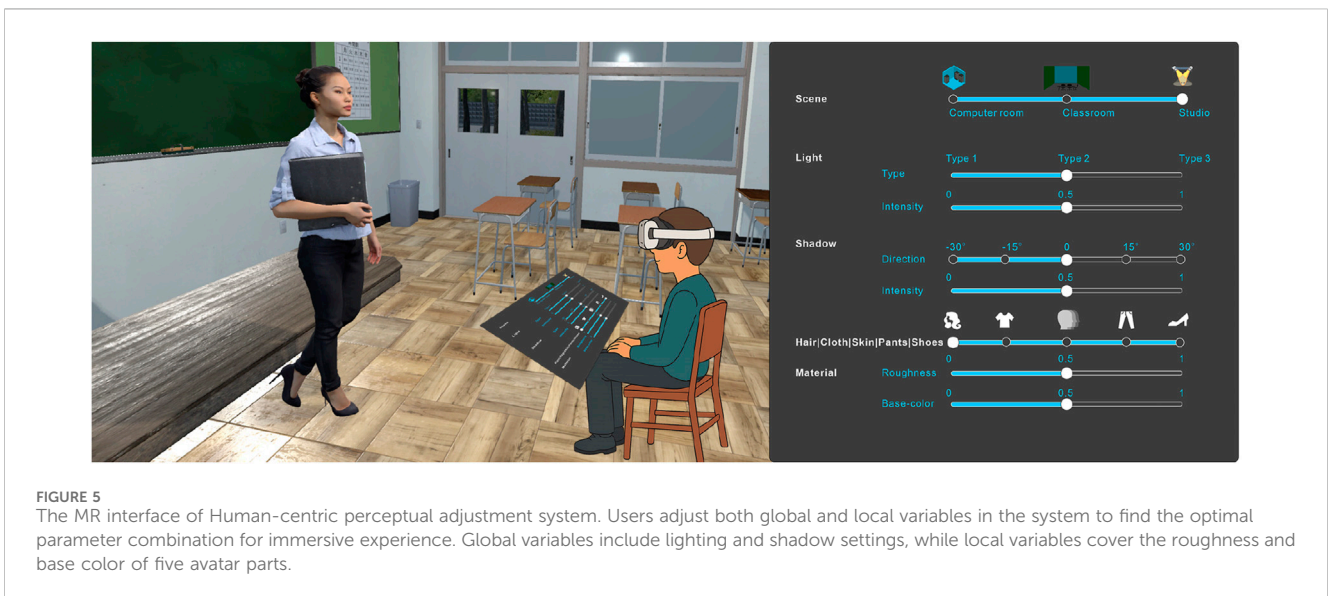 Scene
Computer room Classroom Studio
Light
Type 1 Type 2 Type 3
Type
0 0.5 1
Intensity
Shadow
-30° -15° 0 15° 30°
Direction
0 0.5 1
Intensity
Hair|Cloth|Skin|Pants|Shoes
0 0.5 1
Material Roughness
0 0.5 1
Base-color
FIGURE 5
The MR interface of Human-centric perceptual adjustment system. Users adjust both global and local variables in the system to find the optimal
parameter combination for immersive experience. Global variables include lighting and shadow settings, while local variables cover the roughness and
base color of five avatar parts.